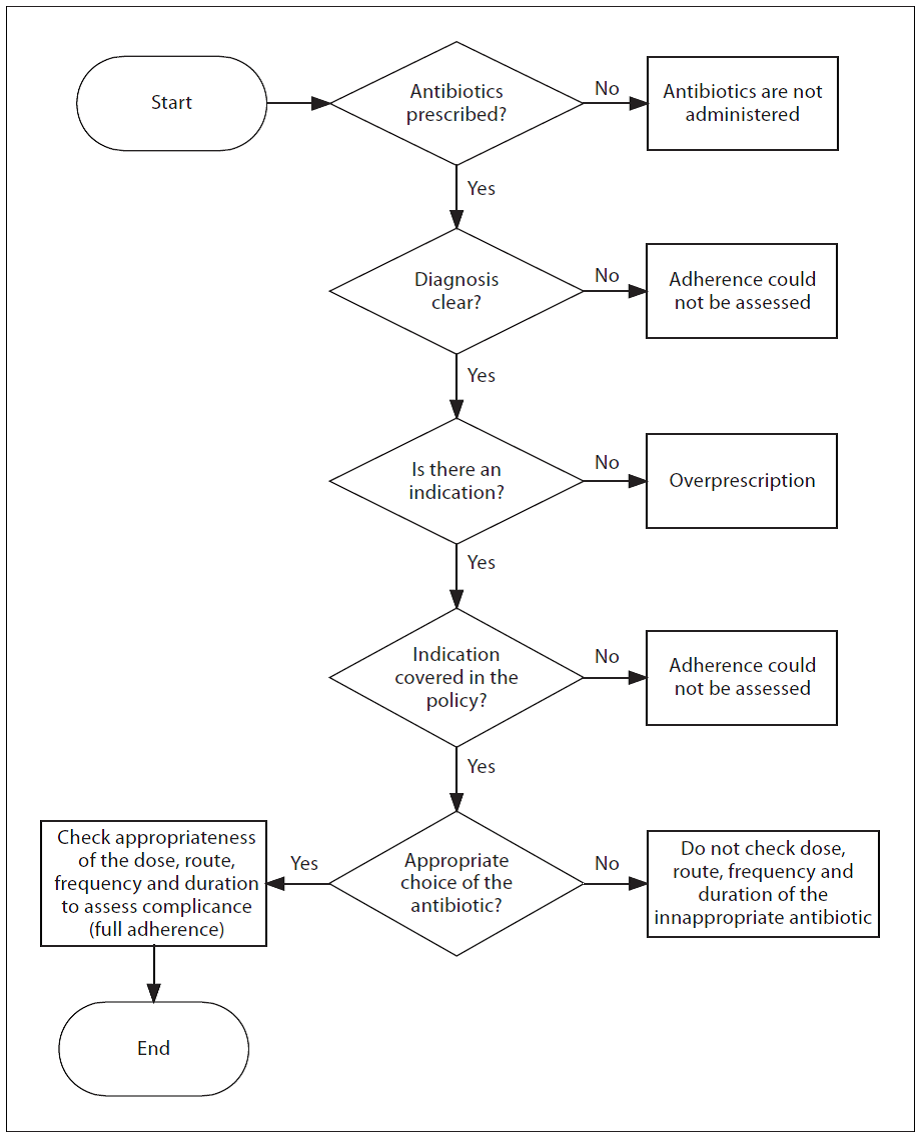 Start
Antibiotics
prescribed?
No
Antibiotics are not
administered
Yes
Diagnosis
clear?
No
Adherence could
not be assessed
Yes
Is there an
indication?
No
Overprescription
Yes
Indication
covered in the
policy?
No
Adherence could
not be assessed
Yes
Appropriate
choice of the
antibiotic?
No
Do not check dose,
route, frequency and
duration of the
innappropriate antibiotic
Yes
Check appropriateness
of the dose, route,
frequency and duration
to assess complicance
(full adherence)
End